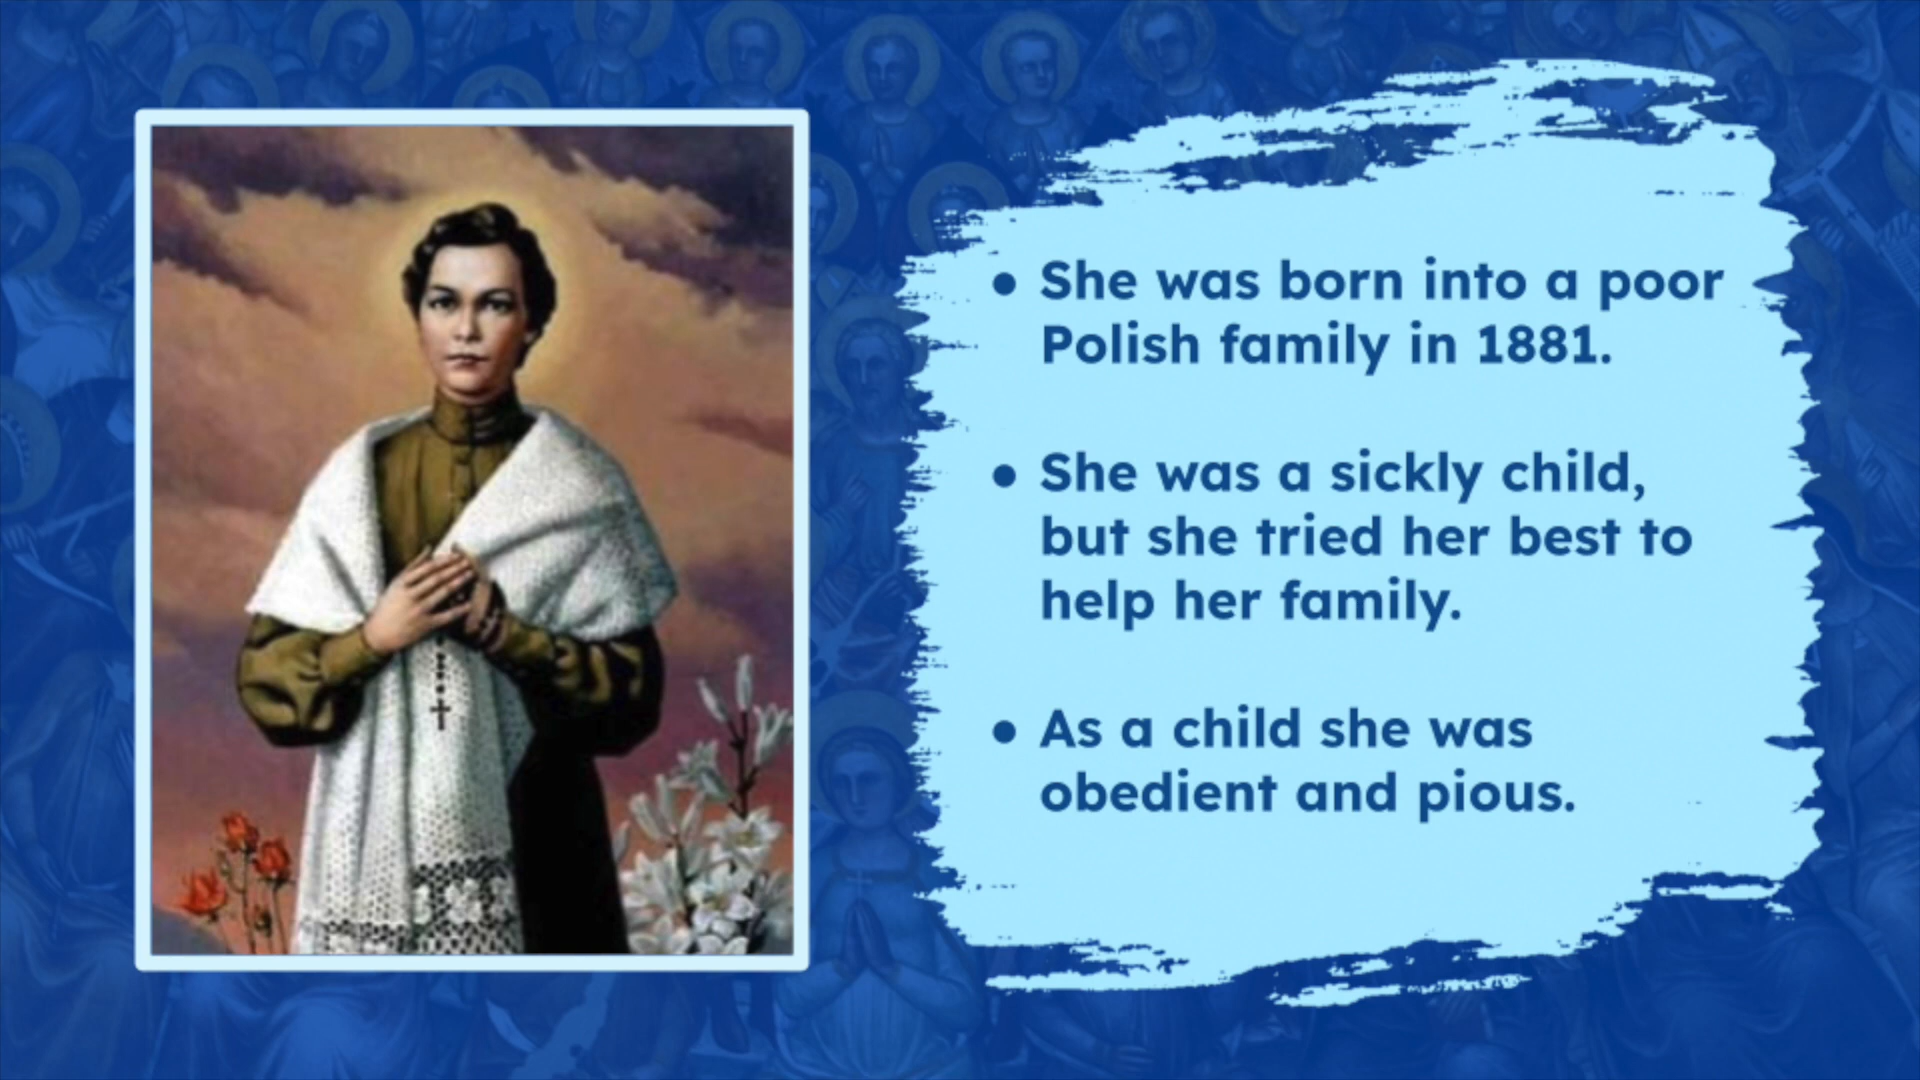 • She was born into a poor
Polish family in 1881.
• She was a sickly child,
but she tried her best to
help her family.
• As a child she was
obedient and pious.